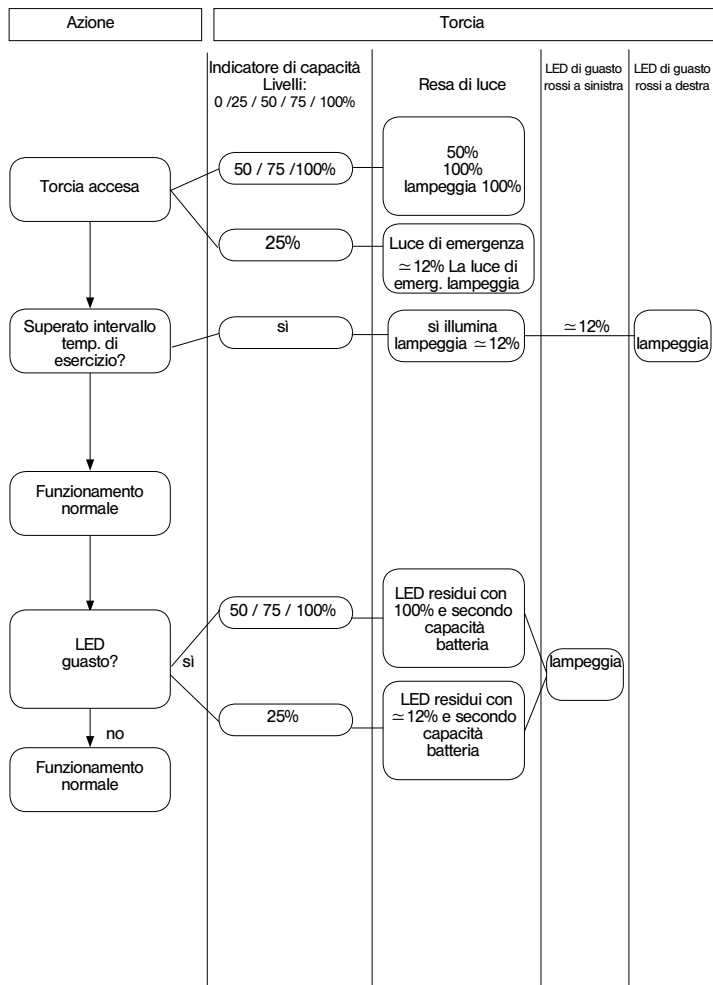 Azione
Torcia
Indicatore di capacità
Livelli:
0 /25 / 50 / 75 / 100%
Resa di luce
LED di guasto
rossi a sinistra
LED di guasto
rossi a destra
Torcia accesa
50 / 75 /100%
50%
100%
lampeggia 100%
25%
Luce di emergenza
≃12% La luce di
emerg. lampeggia
Superato intervallo
temp. di
esercizio?
sì
sì illumina
lampeggia ≃12%
≃12%
lampeggia
Funzionamento
normale
LED
guasto?
sì
50 / 75 / 100%
LED residui con
100% e secondo
capacità
batteria
lampeggia
25%
LED residui con
≃12% e secondo
capacità
batteria
no
Funzionamento
normale